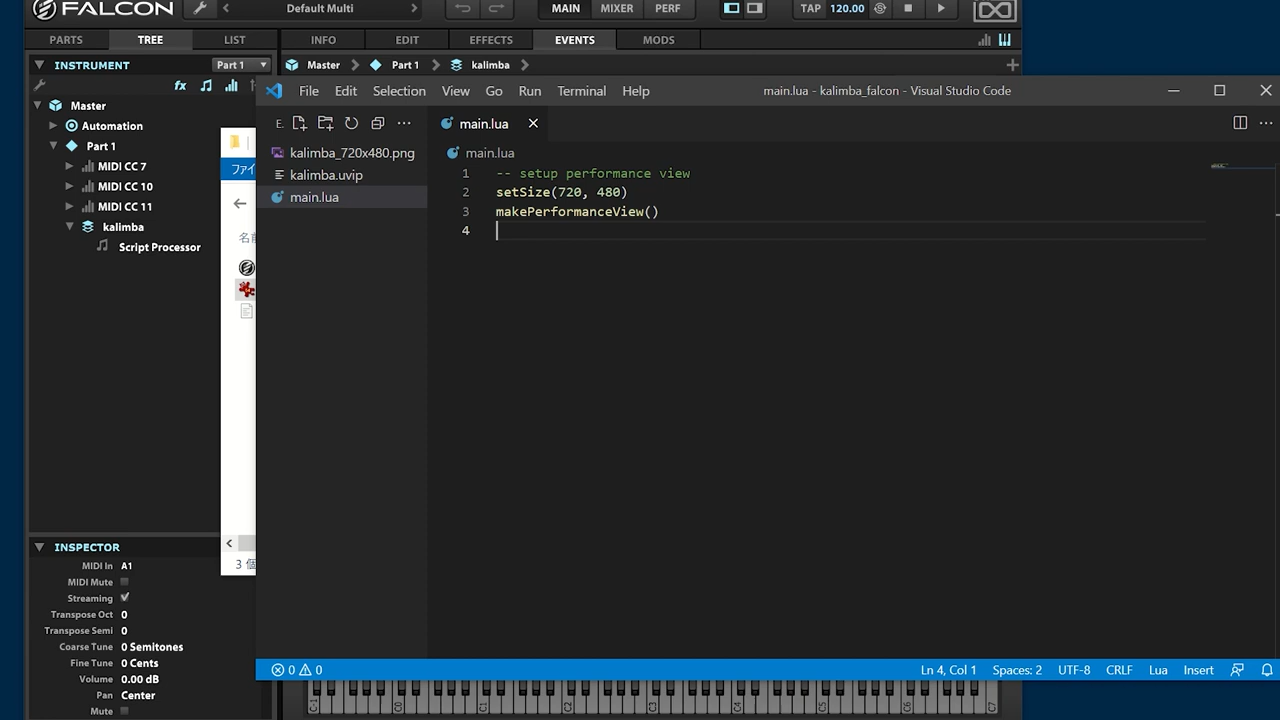 FALCON
Default Multi
MAIN MIXER PERF
TAP 120.00
PARTS TREE LIST INFO EDIT EFFECTS EVENTS MODS
INSTRUMENT Part 1
Master Part 1 kalimba
Master
Automation
Part 1
MIDI CC 7
MIDI CC 10
MIDI CC 11
kalimba
Script Processor
INSPECTOR
MIDI In A1
MIDI Mute
Streaming
Transpose Oct 0
Transpose Semi 0
Coarse Tune 0 Semitones
Fine Tune 0 Cents
Volume 0.00 dB
Pan Center
Mute
ファイ
名前
3 個
File Edit Selection View Go Run Terminal Help main.lua - kalimba_falcon - Visual Studio Code
E.
kalimba_720x480.png
kalimba.uvip
main.lua
main.lua
main.lua
1 -- setup performance view
2 setSize(720, 480)
3 makePerformanceView()
4
0 0 Ln 4, Col 1 Spaces: 2 UTF-8 CRLF Lua Insert